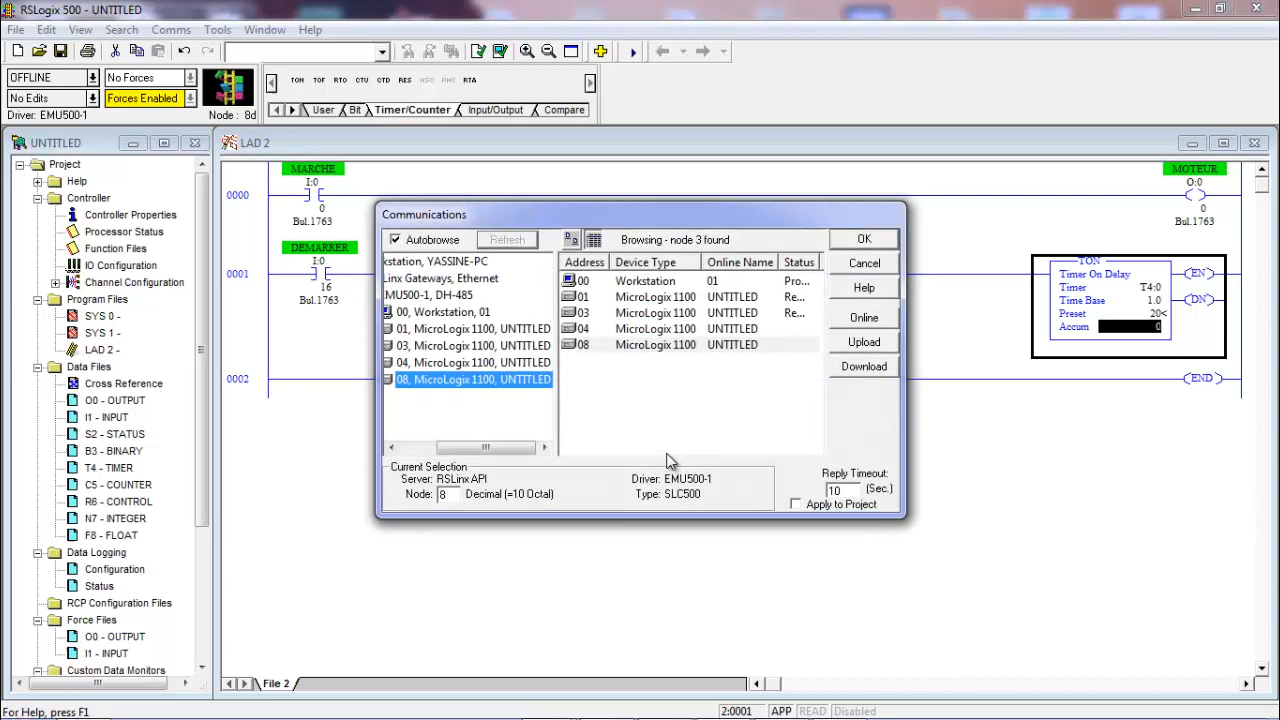 RSLogix 500 - UNTITLED
File Edit View Search Comms Tools Window Help
OFFLINE No Forces
No Edits Forces Enabled
Driver: EMU500-1 Node : 8d
TON TOF RTO CTU CTD RES HSC RHC RTA
User Bit Timer/Counter Input/Output Compare
UNTITLED
Project
Help
Controller
Controller Properties
Processor Status
Function Files
IO Configuration
Channel Configuration
Program Files
SYS 0 -
SYS 1 -
LAD 2 -
Data Files
Cross Reference
O0 - OUTPUT
I1 - INPUT
S2 - STATUS
B3 - BINARY
T4 - TIMER
C5 - COUNTER
R6 - CONTROL
N7 - INTEGER
F8 - FLOAT
Data Logging
Configuration
Status
RCP Configuration Files
Force Files
O0 - OUTPUT
I1 - INPUT
Custom Data Monitors
LAD 2
MARCHE MOTEUR
I:0 O:0
0000
0 0
Bul.1763 Bul.1763
DEMARRER
I:0
0001
16
Bul.1763
TON
Timer On Delay EN
Timer T4:0
Time Base 1.0 DN
Preset 20<
Accum 0
0002 END
Communications
Autobrowse Refresh Browsing - node 3 found
kstation, YASSINE-PC
Linx Gateways, Ethernet
MU500-1, DH-485
00, Workstation, 01
01, MicroLogix 1100, UNTITLED
03, MicroLogix 1100, UNTITLED
04, MicroLogix 1100, UNTITLED
08, MicroLogix 1100, UNTITLED
Address Device Type Online Name Status
00 Workstation 01 Pro...
01 MicroLogix 1100 UNTITLED Re...
03 MicroLogix 1100 UNTITLED Re...
04 MicroLogix 1100 UNTITLED
08 MicroLogix 1100 UNTITLED
OK
Cancel
Help
Online
Upload
Download
Current Selection
Server: RSLinx API Driver: EMU500-1
Node: 8 Decimal (=10 Octal) Type: SLC500
Reply Timeout:
10 (Sec.)
Apply to Project
File 2
For Help, press F1 2:0001 APP READ Disabled